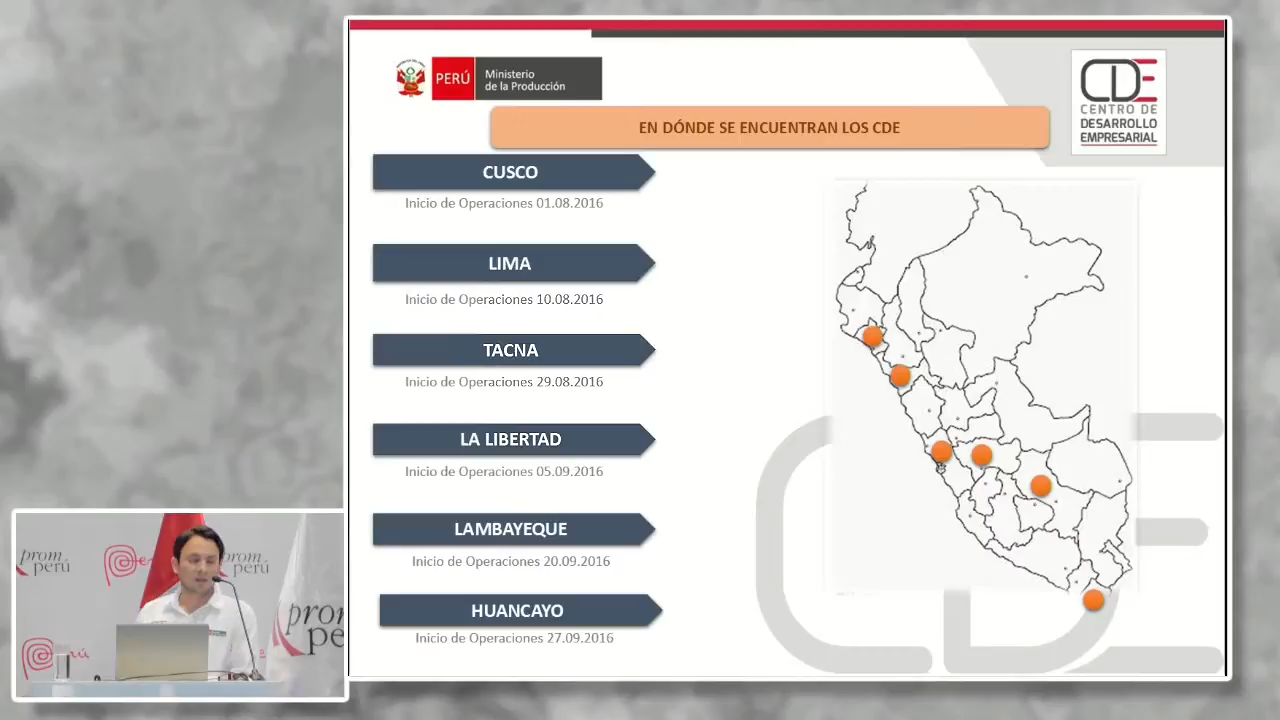 PERÚ
Ministerio
de la Producción
CDE
CENTRO DE
DESARROLLO
EMPRESARIAL
EN DÓNDE SE ENCUENTRAN LOS CDE
CUSCO
Inicio de Operaciones 01.08.2016
LIMA
Inicio de Operaciones 10.08.2016
TACNA
Inicio de Operaciones 29.08.2016
LA LIBERTAD
Inicio de Operaciones 05.09.2016
LAMBAYEQUE
Inicio de Operaciones 20.09.2016
HUANCAYO
Inicio de Operaciones 27.09.2016
CDE
prom
perú
prom
perú
prom
perú